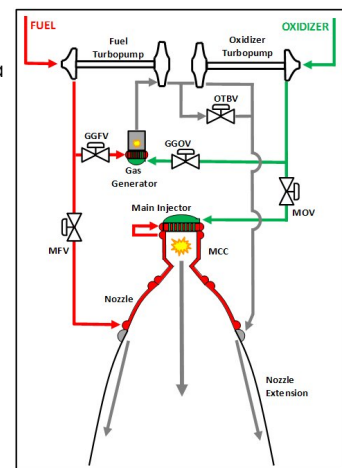 FUEL
OXIDIZER
Fuel
Turbopump
Oxidizer
Turbopump
OTBV
GGFV
GGOV
Gas
Generator
Main Injector
MOV
MFV
MCC
Nozzle
Nozzle
Extension